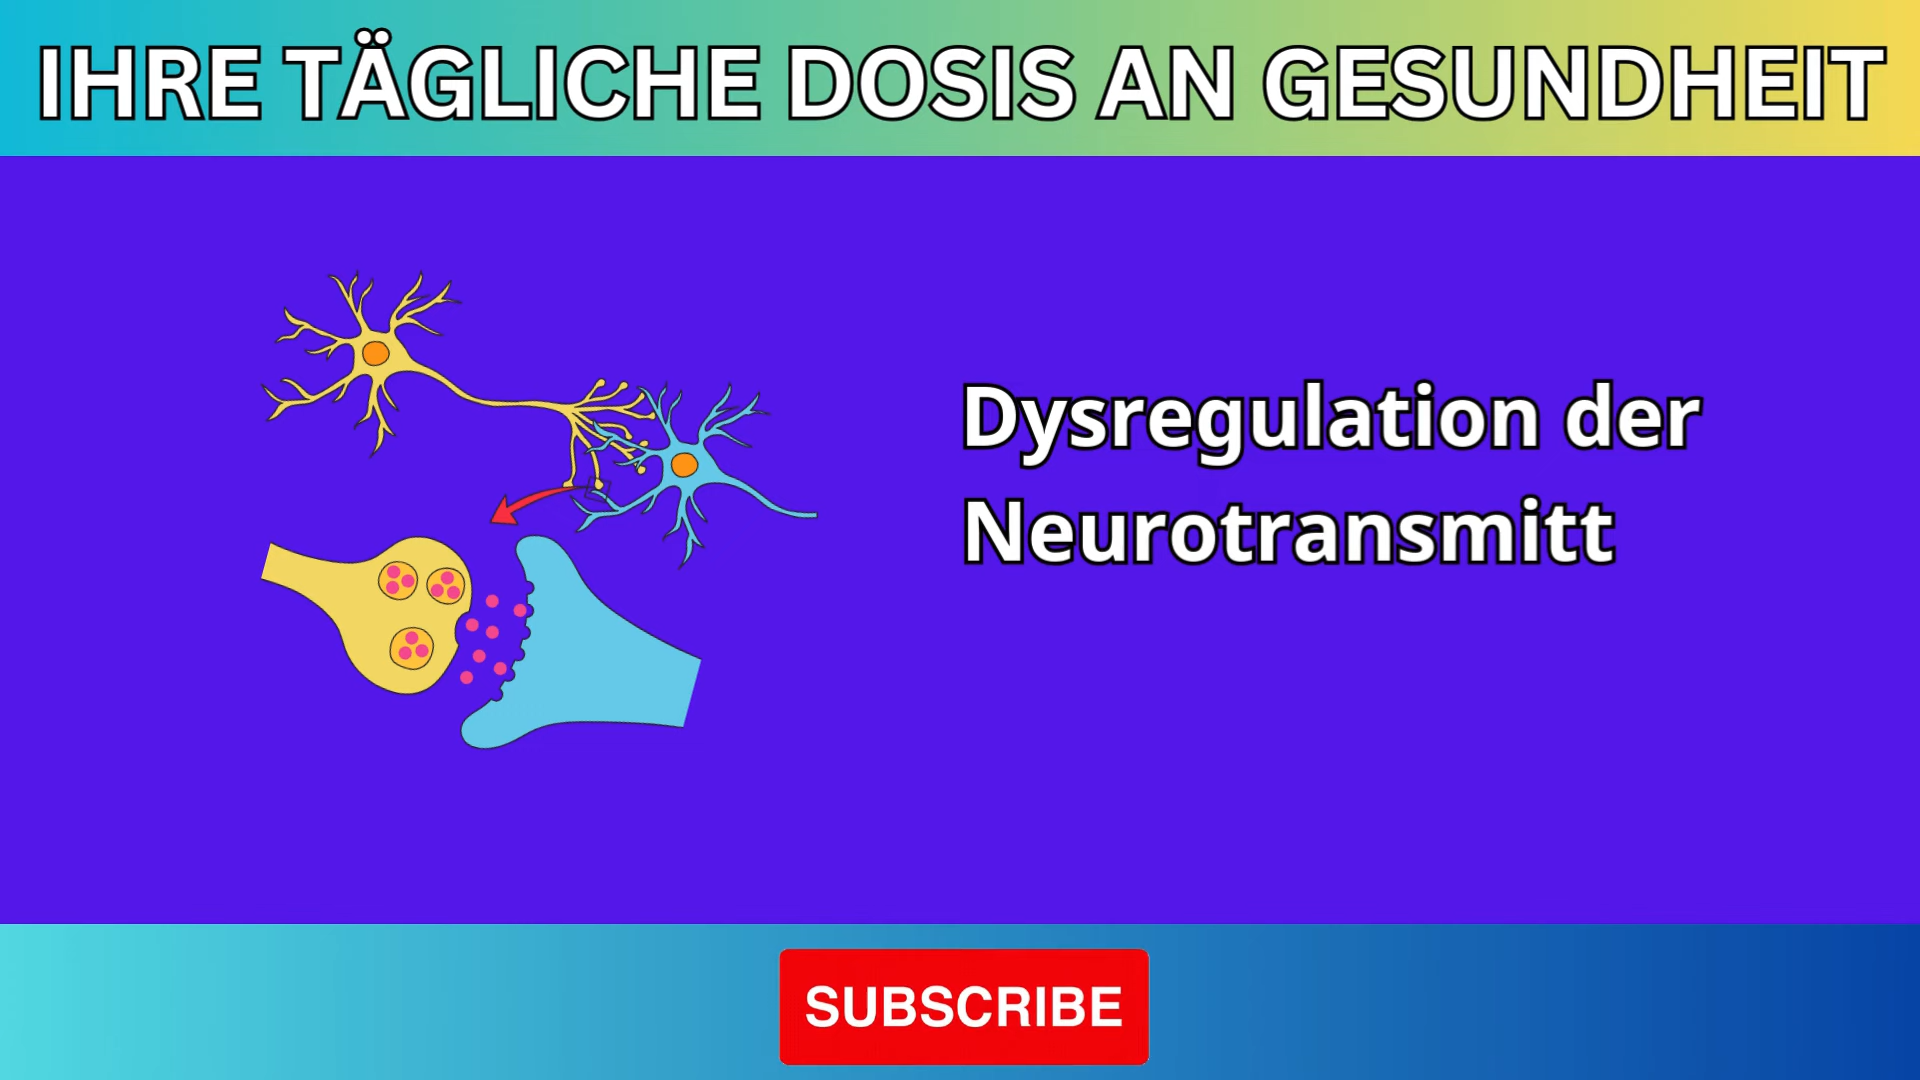 IHRE TÄGLICHE DOSIS AN GESUNDHEIT
Dysregulation der
Neurotransmitt
SUBSCRIBE